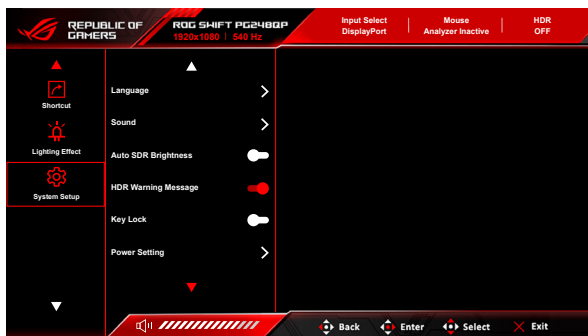 REPUBLIC OF
GAMERS
ROG SWIFT PG248QP
1920x1080 | 540 Hz
Input Select
DisplayPort
Mouse
Analyzer Inactive
HDR
OFF
Shortcut
Lighting Effect
System Setup
Language
Sound
Auto SDR Brightness
HDR Warning Message
Key Lock
Power Setting
Back
Enter
Select
Exit